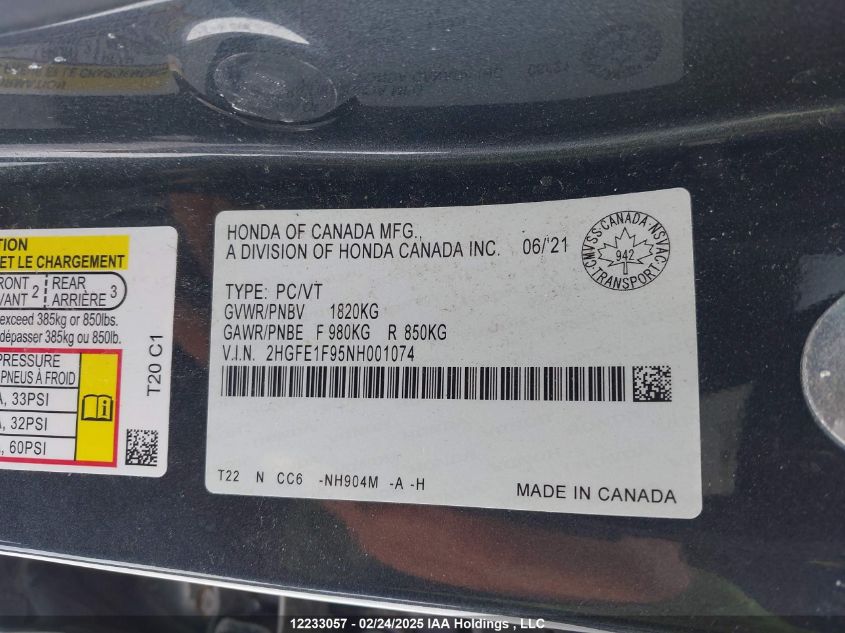 TION
ET LE CHARGEMENT
FRONT 2 REAR 3
VANT ARRIÈRE
exceed 385kg or 850lbs.
dépasser 385kg ou 850lb.
PRESSURE
PNEUS À FROID
, 33PSI
, 32PSI
, 60PSI
T20 C1
HONDA OF CANADA MFG.,
A DIVISION OF HONDA CANADA INC. 06/'21
CMVSS CANADA NSVAC
942
TRANSPORT
TYPE: PC/VT
GVWR/PNBV 1820KG
GAWR/PNBE F 980KG R 850KG
V.I.N. 2HGFE1F95NH001074
T22 N CC6 -NH904M -A -H
MADE IN CANADA
12233057 - 02/24/2025 IAA Holdings , LLC